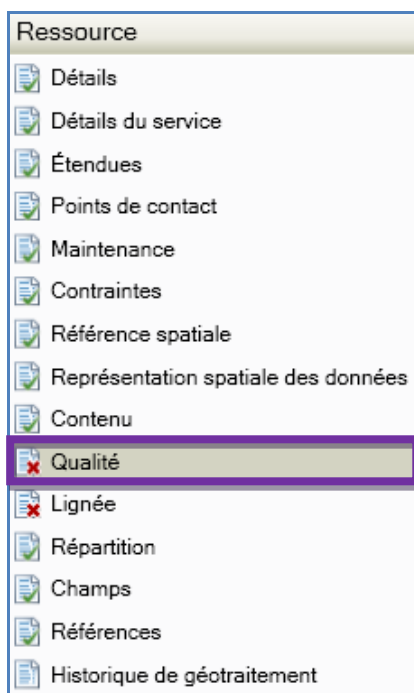 Ressource
Détails
Détails du service
Étendues
Points de contact
Maintenance
Contraintes
Référence spatiale
Représentation spatiale des données
Contenu
Qualité
Lignée
Répartition
Champs
Références
Historique de géotraitement